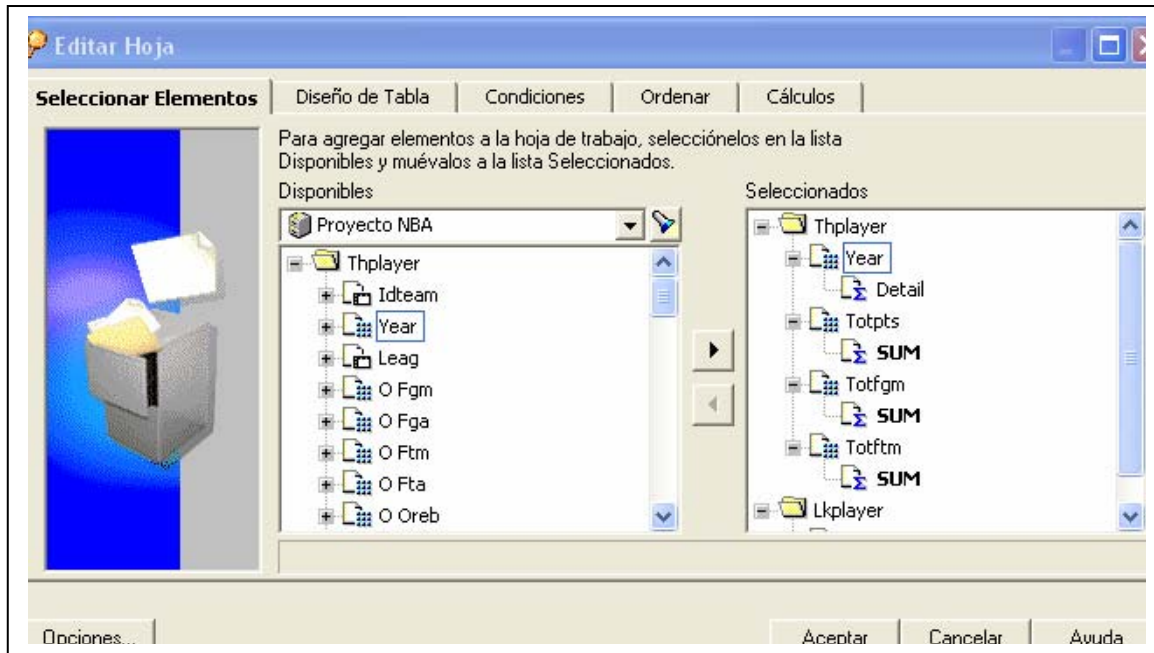 Editar Hoja
Seleccionar Elementos
Diseño de Tabla
Condiciones
Ordenar
Cálculos
Para agregar elementos a la hoja de trabajo, selecciónelos en la lista
Disponibles y muévalos a la lista Seleccionados.
Disponibles
Proyecto NBA
Thplayer
Idteam
Year
Leag
O Fgm
O Fga
O Ftm
O Fta
O Oreb
Seleccionados
Thplayer
Year
Detail
Totpts
SUM
Totfgm
SUM
Totftm
SUM
Lkplayer
Opciones...
Aceptar
Cancelar
Ayuda